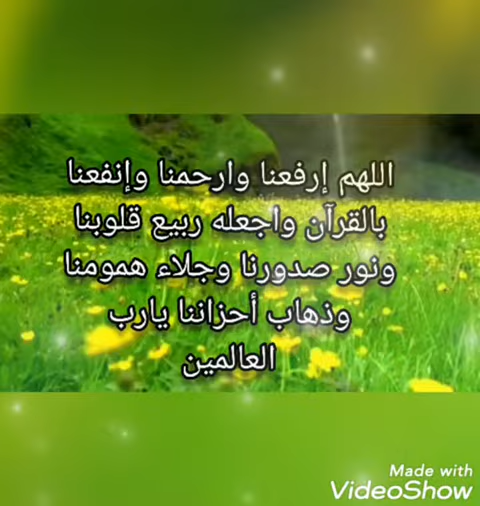 اللهم إرفعنا وارحمنا وإنفعنا
بالقرآن واجعله ربيع قلوبنا
ونور صدورنا وجلاء همومنا
وذهاب أحزاننا يارب
العالمين
Made with
VideoShow